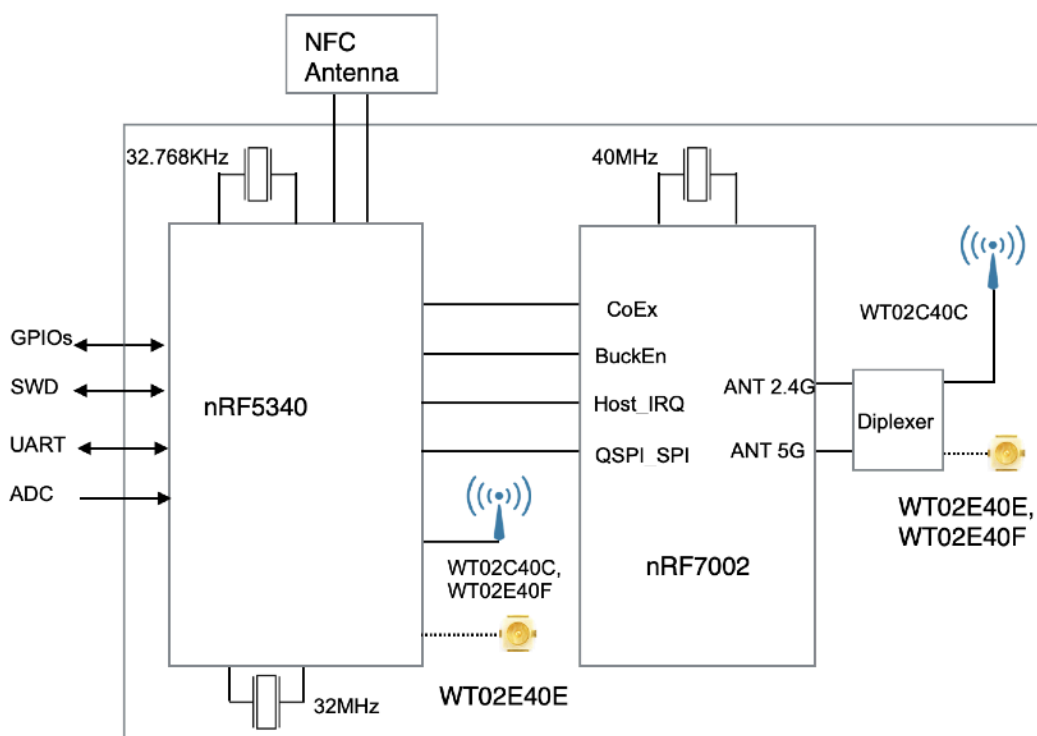 NFC
Antenna
32.768KHz
40MHz
WT02C40C
GPIOs
SWD
UART
ADC
nRF5340
CoEx
BuckEn
Host_IRQ
QSPI_SPI
ANT 2.4G
ANT 5G
Diplexer
WT02E40E,
WT02E40F
nRF7002
WT02C40C,
WT02E40F
WT02E40E
32MHz